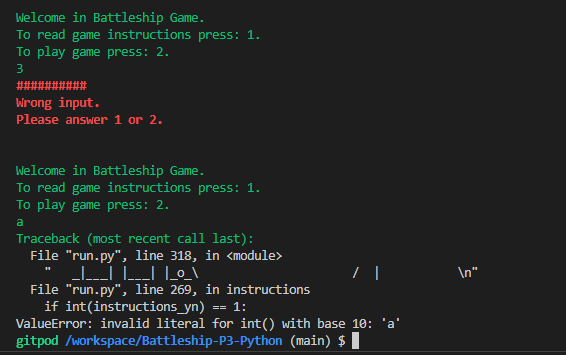 Welcome in Battleship Game.
To read game instructions press: 1.
To play game press: 2.
3
##########
Wrong input.
Please answer 1 or 2.
Welcome in Battleship Game.
To read game instructions press: 1.
To play game press: 2.
a
Traceback (most recent call last):
  File "run.py", line 318, in <module>
    "   _|___| |___| |_o_\                       /  |           \n"
  File "run.py", line 269, in instructions
    if int(instructions_yn) == 1:
ValueError: invalid literal for int() with base 10: 'a'
gitpod /workspace/Battleship-P3-Python (main) $